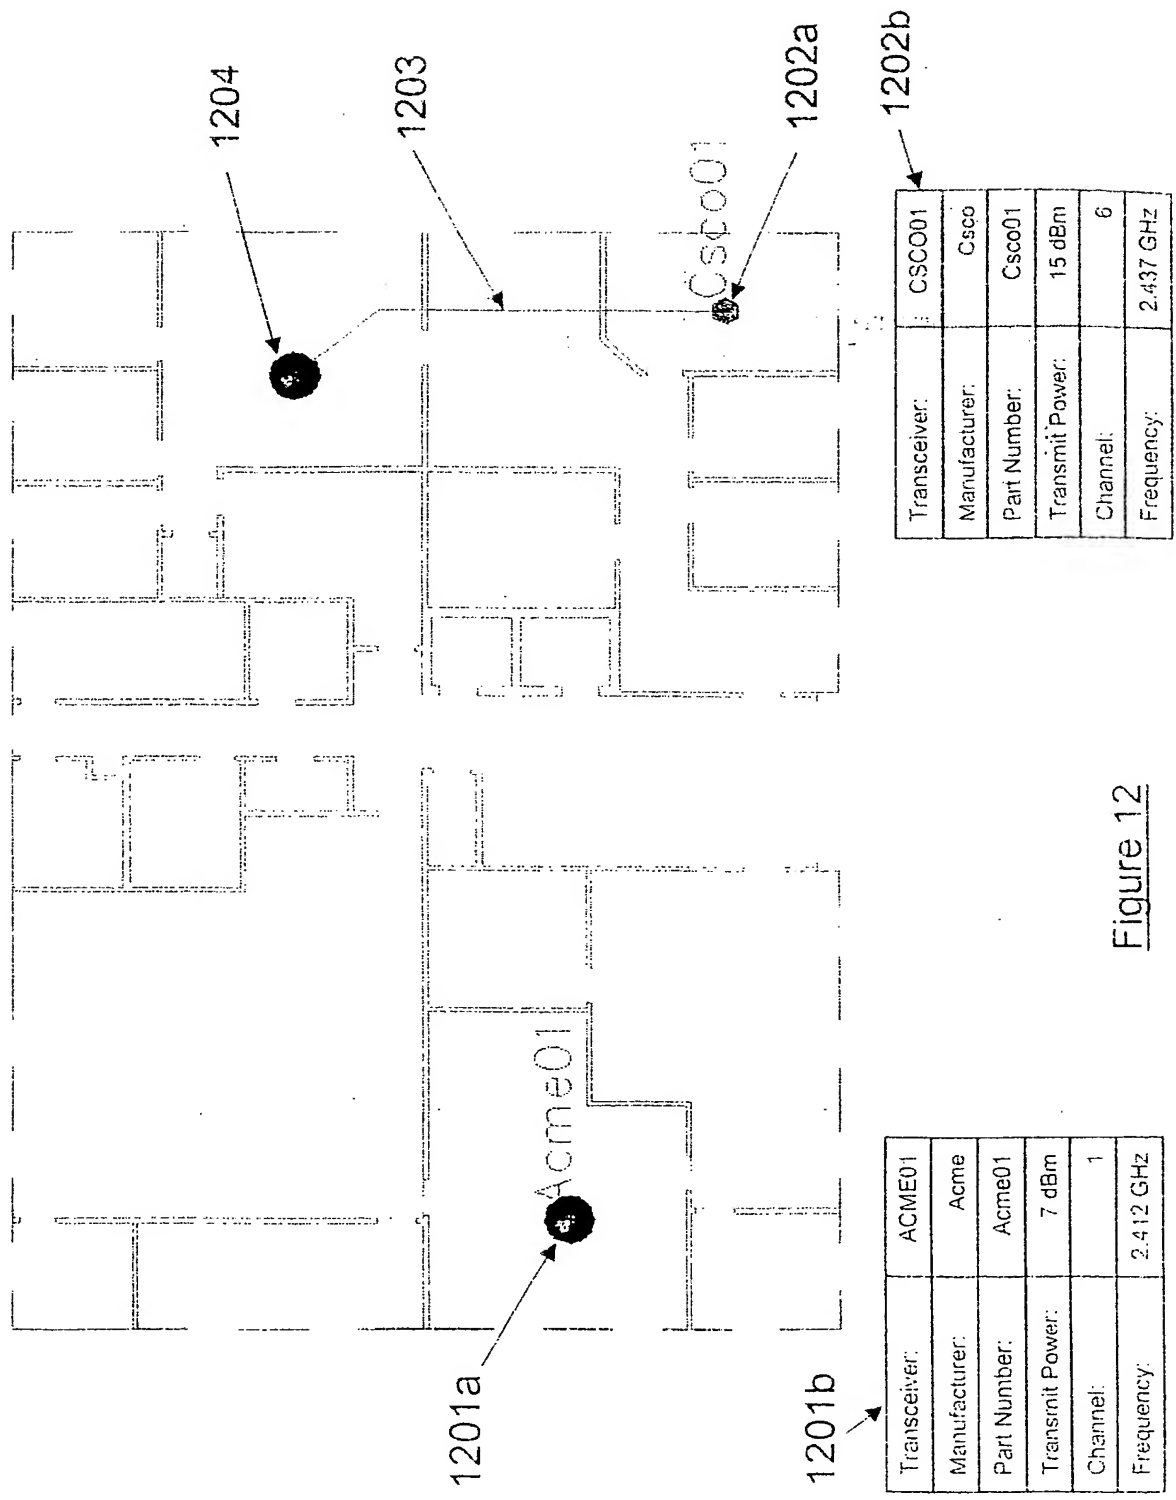 1204
1203
1202a
Csco01
1202b
Transceiver: CSCO01
Manufacturer: Csco
Part Number: Csco01
Transmit Power: 15 dBm
Channel: 6
Frequency: 2.437 GHz
Acme01
1201a
1201b
Transceiver: ACME01
Manufacturer: Acme
Part Number: Acme01
Transmit Power: 7 dBm
Channel: 1
Frequency: 2.412 GHz
Figure 12